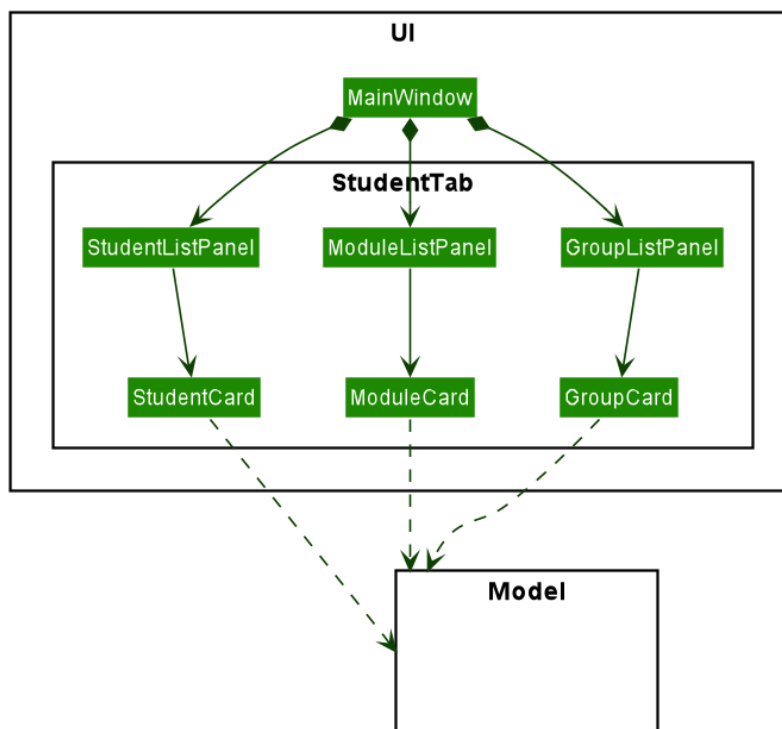 UI
MainWindow
StudentTab
StudentListPanel
ModuleListPanel
GroupListPanel
StudentCard
ModuleCard
GroupCard
Model